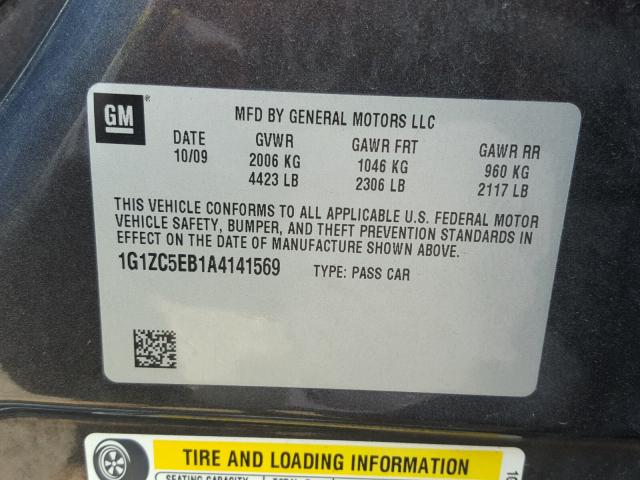 GM
MFD BY GENERAL MOTORS LLC
DATE GVWR GAWR FRT GAWR RR
10/09 2006 KG 1046 KG 960 KG
4423 LB 2306 LB 2117 LB
THIS VEHICLE CONFORMS TO ALL APPLICABLE U.S. FEDERAL MOTOR
VEHICLE SAFETY, BUMPER, AND THEFT PREVENTION STANDARDS IN
EFFECT ON THE DATE OF MANUFACTURE SHOWN ABOVE.
1G1ZC5EB1A4141569 TYPE: PASS CAR
TIRE AND LOADING INFORMATION
SEATING CAPACITY